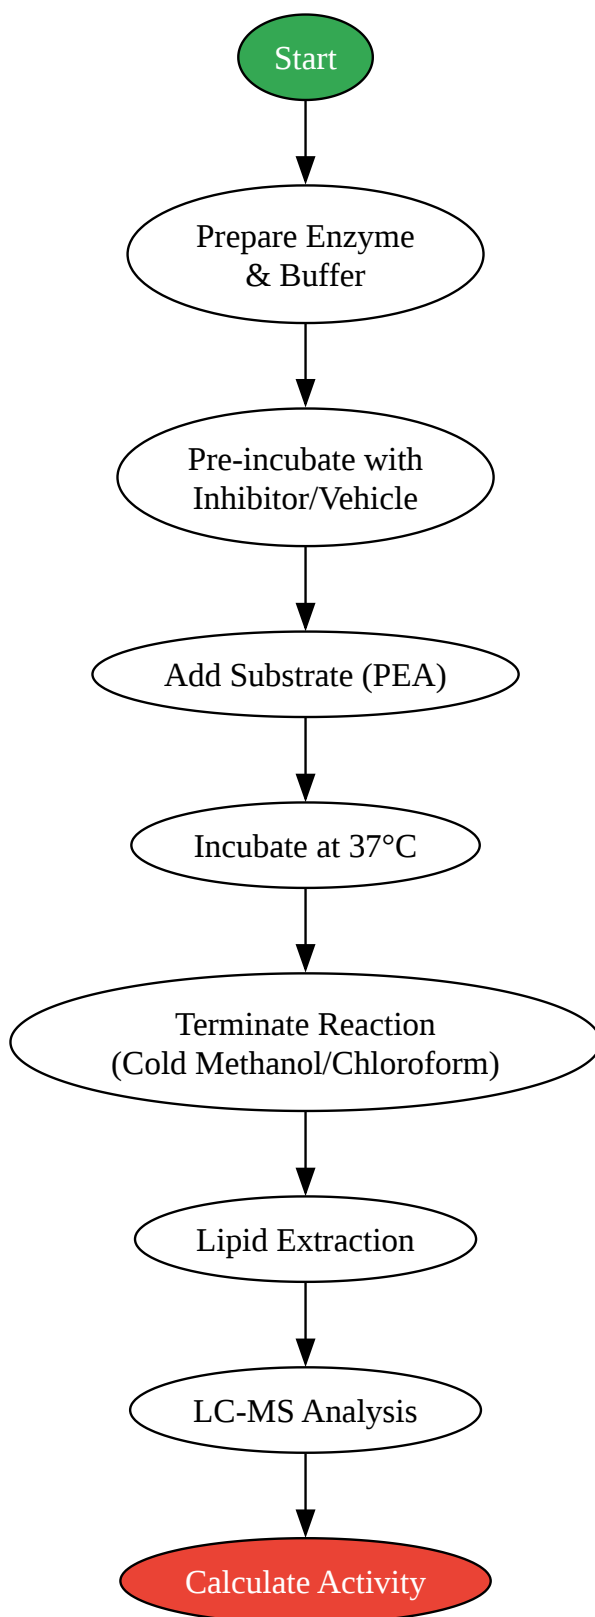 Start
Prepare Enzyme
& Buffer
Pre-incubate with
Inhibitor/Vehicle
Add Substrate (PEA)
Incubate at 37°C
Terminate Reaction
(Cold Methanol/Chloroform)
Lipid Extraction
LC-MS Analysis
Calculate Activity